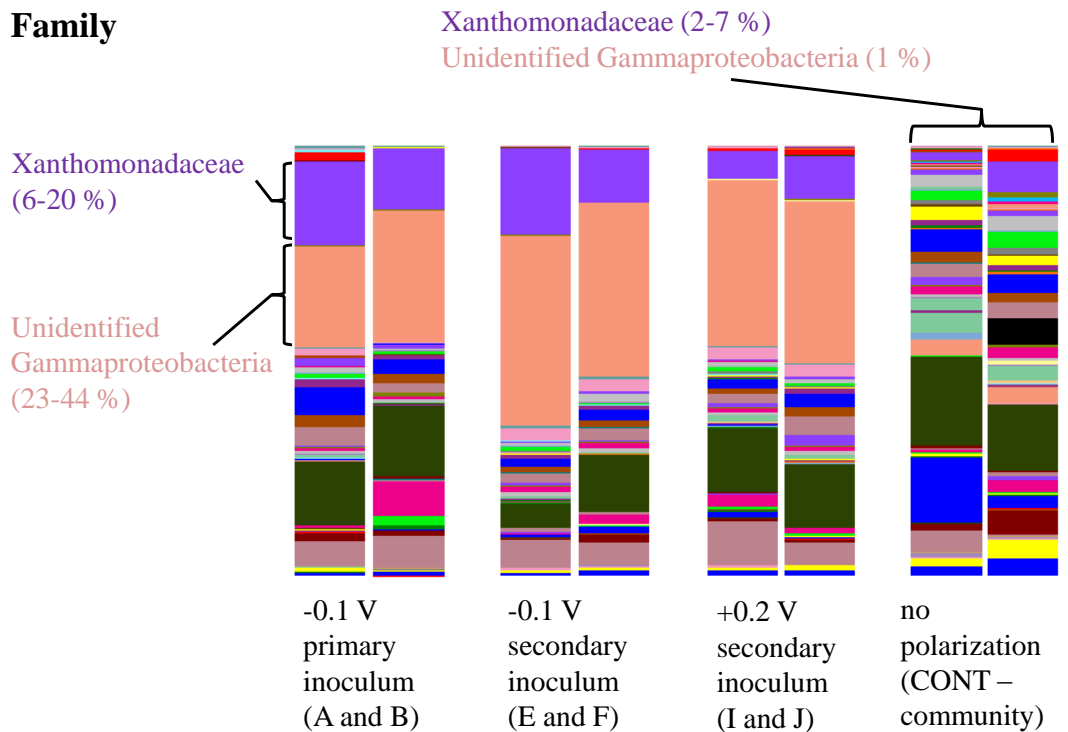 Family
Xanthomonadaceae (2-7 %)
Unidentified Gammaproteobacteria (1 %)
Xanthomonadaceae
(6-20 %)
Unidentified
Gammaproteobacteria
(23-44 %)
-0.1 V
primary
inoculum
(A and B)
-0.1 V
secondary
inoculum
(E and F)
+0.2 V
secondary
inoculum
(I and J)
no
polarization
(CONT –
community)